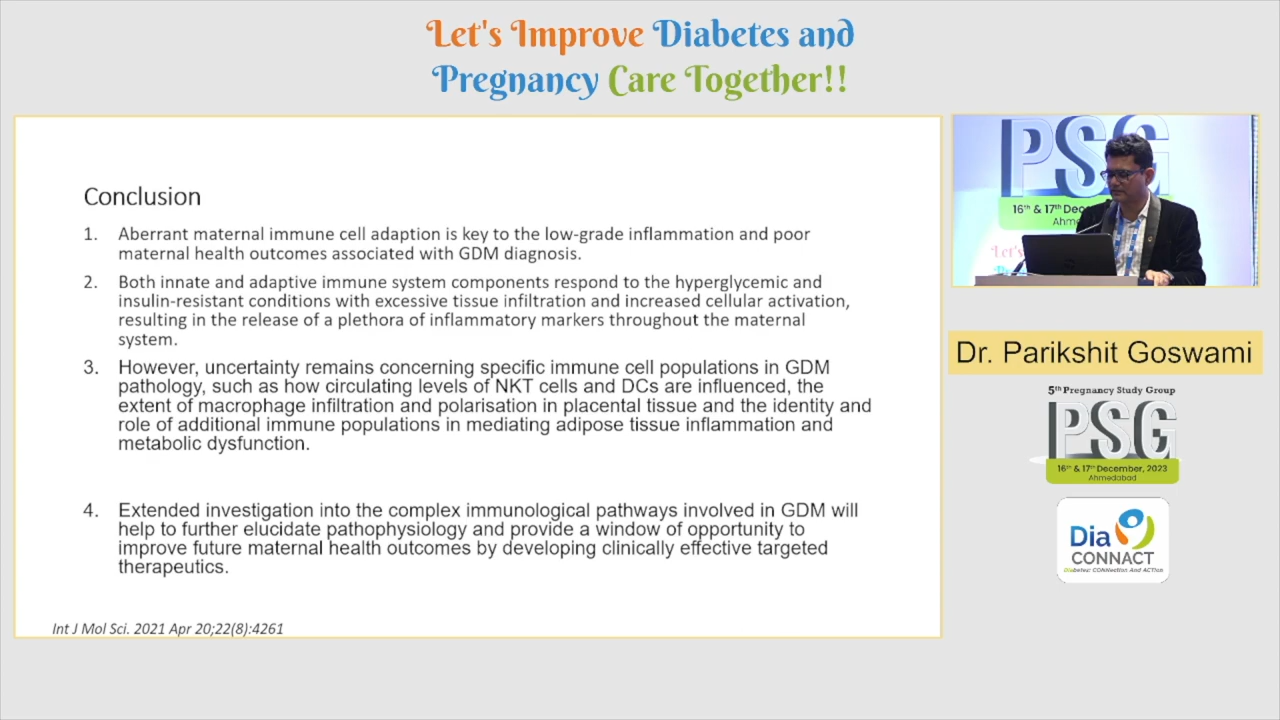 Let's Improve Diabetes and
Pregnancy Care Together!!
Conclusion
1. Aberrant maternal immune cell adaption is key to the low-grade inflammation and poor
maternal health outcomes associated with GDM diagnosis.
2. Both innate and adaptive immune system components respond to the hyperglycemic and
insulin-resistant conditions with excessive tissue infiltration and increased cellular activation,
resulting in the release of a plethora of inflammatory markers throughout the maternal
system.
3. However, uncertainty remains concerning specific immune cell populations in GDM
pathology, such as how circulating levels of NKT cells and DCs are influenced, the
extent of macrophage infiltration and polarisation in placental tissue and the identity and
role of additional immune populations in mediating adipose tissue inflammation and
metabolic dysfunction.
4. Extended investigation into the complex immunological pathways involved in GDM will
help to further elucidate pathophysiology and provide a window of opportunity to
improve future maternal health outcomes by developing clinically effective targeted
therapeutics.
Int J Mol Sci. 2021 Apr 20;22(8):4261
PSG
16th & 17th Dece
Ahm
Let's
Dr. Parikshit Goswami
5th Pregnancy Study Group
PSG
16th & 17th December, 2023
Ahmedabad
Dia
CONNACT
Diabetes: CONNection And ACTion